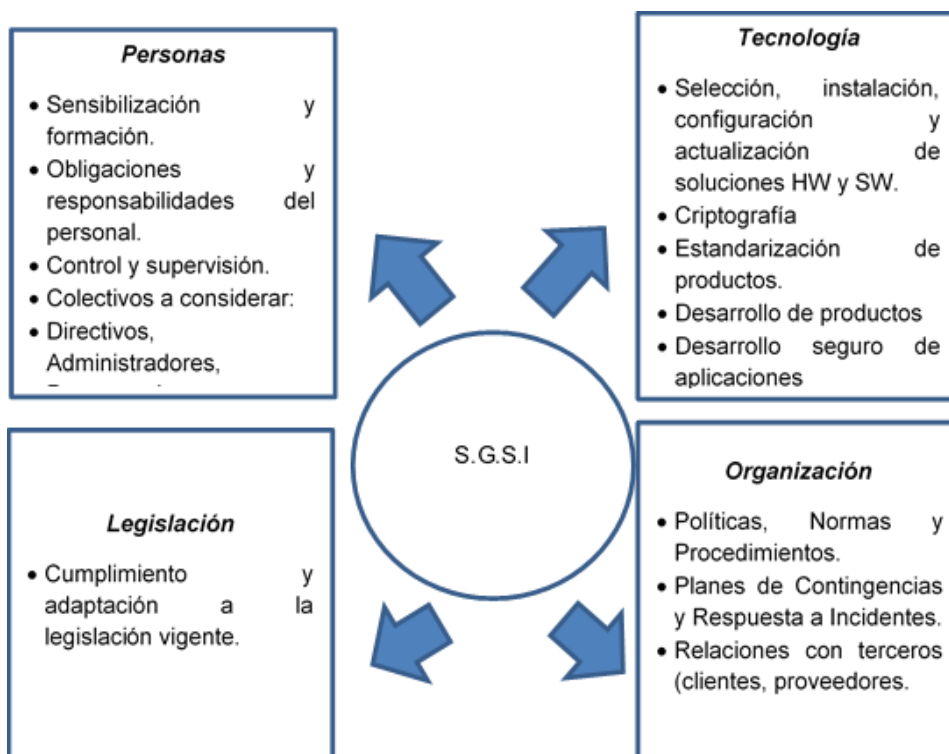 Personas
• Sensibilización y
formación.
• Obligaciones y
responsabilidades del
personal.
• Control y supervisión.
• Colectivos a considerar:
• Directivos,
Administradores,
Tecnología
• Selección, instalación,
configuración y
actualización de
soluciones HW y SW.
• Criptografía
• Estandarización de
productos.
• Desarrollo de productos
• Desarrollo seguro de
aplicaciones
S.G.S.I
Legislación
• Cumplimiento y
adaptación a la
legislación vigente.
Organización
• Políticas, Normas y
Procedimientos.
• Planes de Contingencias
y Respuesta a Incidentes.
• Relaciones con terceros
(clientes, proveedores.